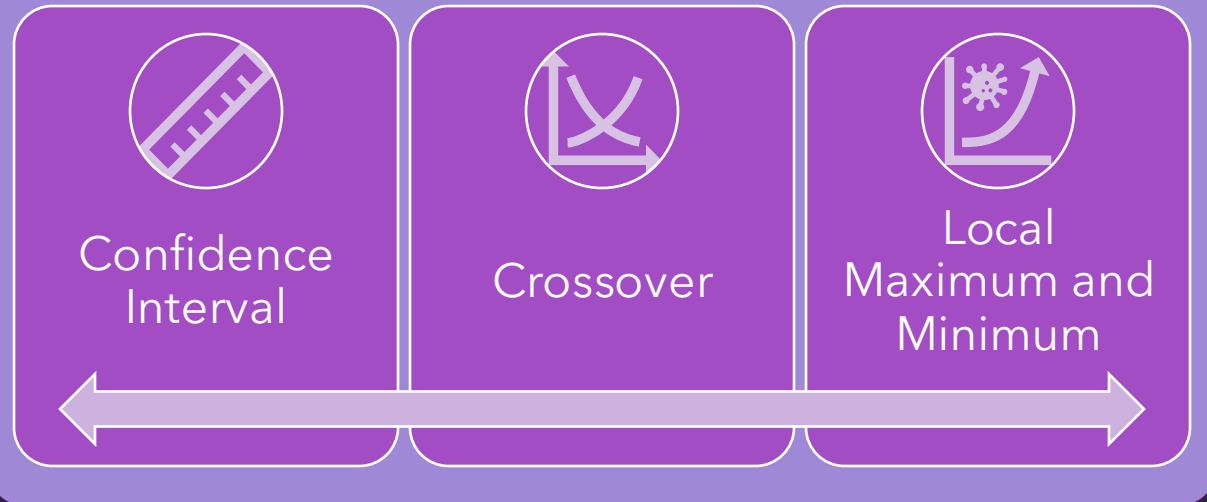 Confidence
Interval
Crossover
Local
Maximum and
Minimum